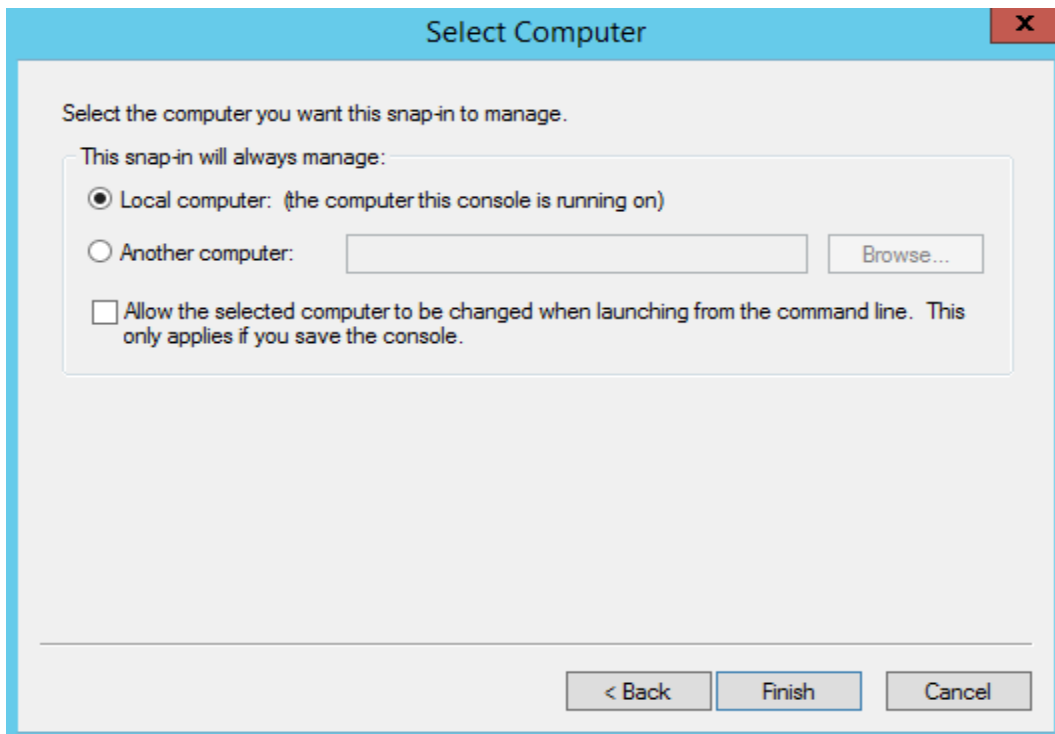 Select Computer
x
Select the computer you want this snap-in to manage.
This snap-in will always manage:
Local computer:  (the computer this console is running on)
Another computer:
Browse...
Allow the selected computer to be changed when launching from the command line.  This
only applies if you save the console.
< Back
Finish
Cancel